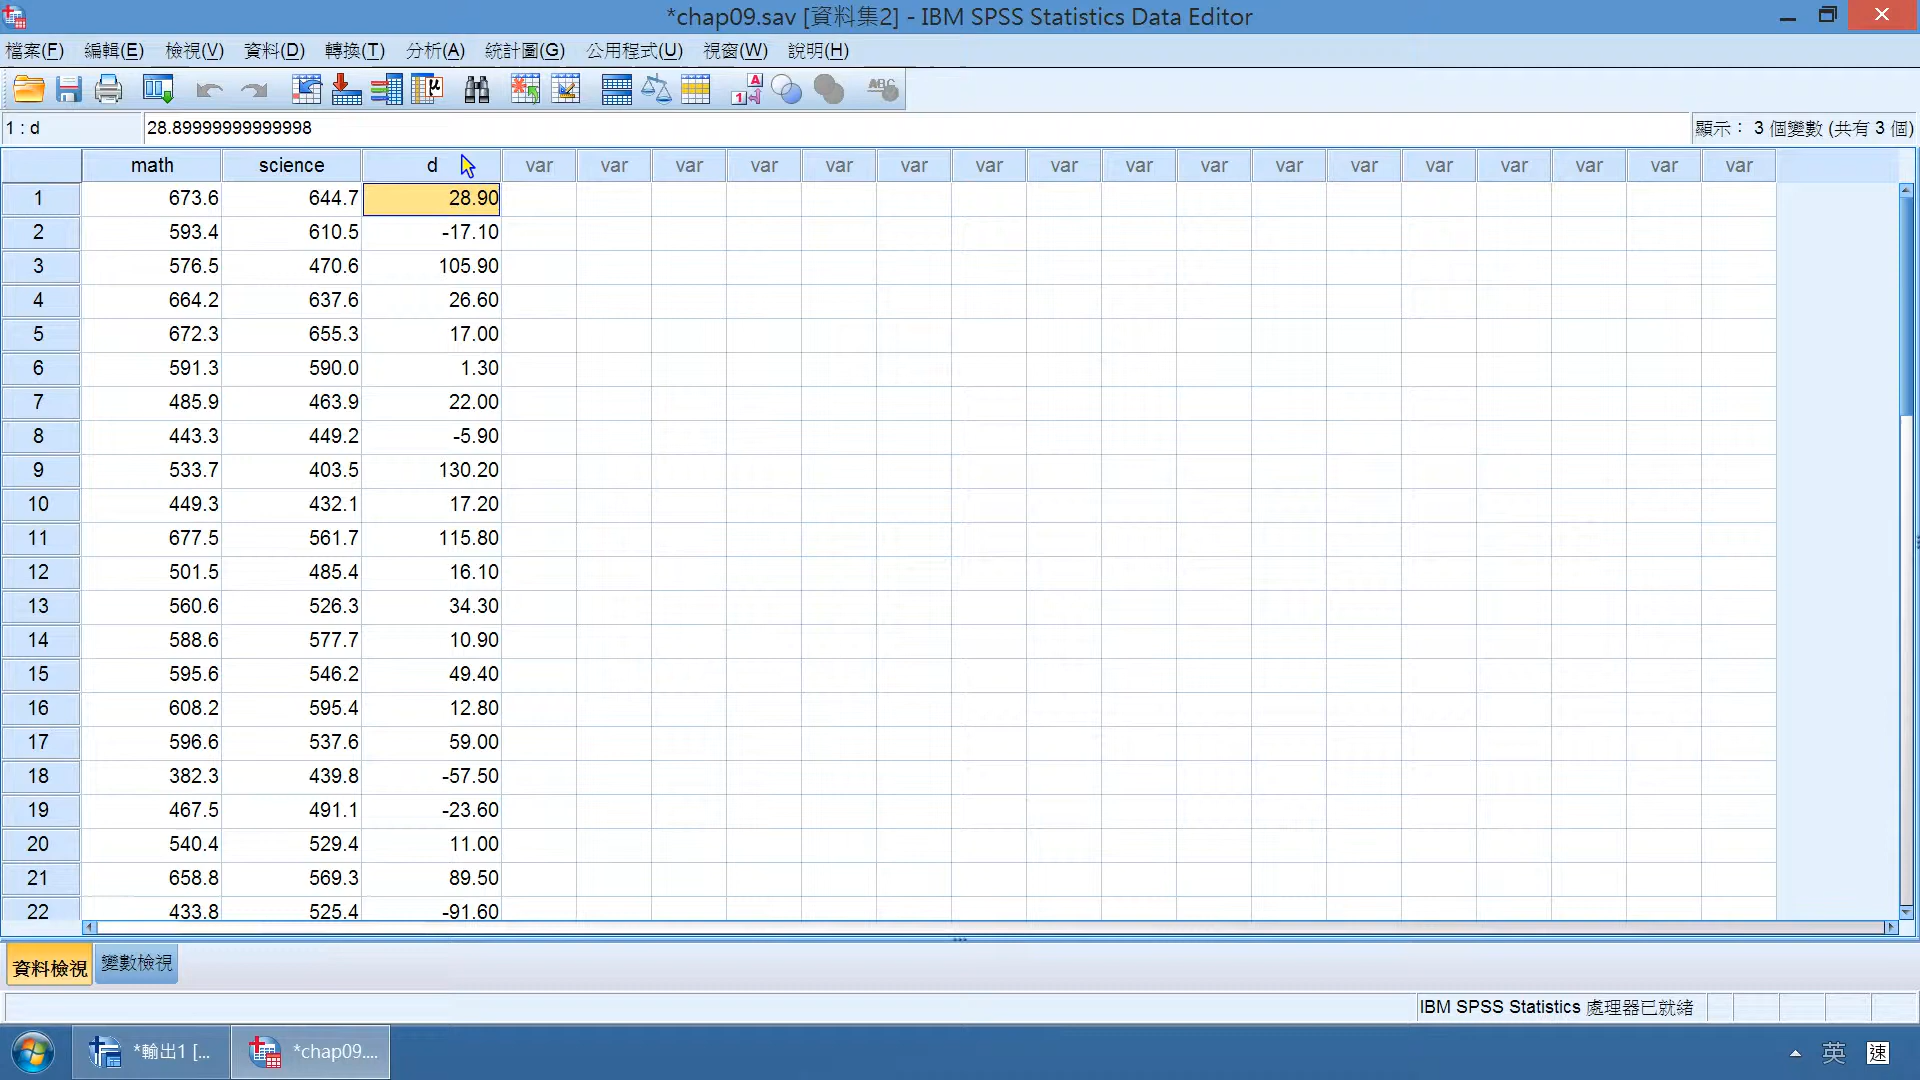 *chap09.sav [資料集2] - IBM SPSS Statistics Data Editor
檔案(F) 編輯(E) 檢視(V) 資料(D) 轉換(T) 分析(A) 統計圖(G) 公用程式(U) 視窗(W) 說明(H)
1 : d 28.89999999999998 顯示： 3 個變數 (共有 3 個)
math science d var var var var var var var var var var var var var var var var var
1 673.6 644.7 28.90
2 593.4 610.5 -17.10
3 576.5 470.6 105.90
4 664.2 637.6 26.60
5 672.3 655.3 17.00
6 591.3 590.0 1.30
7 485.9 463.9 22.00
8 443.3 449.2 -5.90
9 533.7 403.5 130.20
10 449.3 432.1 17.20
11 677.5 561.7 115.80
12 501.5 485.4 16.10
13 560.6 526.3 34.30
14 588.6 577.7 10.90
15 595.6 546.2 49.40
16 608.2 595.4 12.80
17 596.6 537.6 59.00
18 382.3 439.8 -57.50
19 467.5 491.1 -23.60
20 540.4 529.4 11.00
21 658.8 569.3 89.50
22 433.8 525.4 -91.60
資料檢視 變數檢視
IBM SPSS Statistics 處理器已就緒
*輸出1 [... *chap09.... 英 速